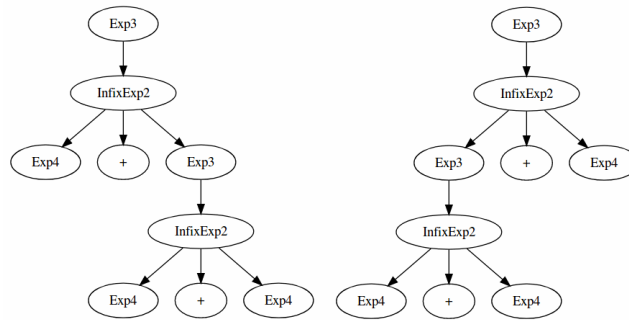 Exp3 Exp3
InfixExp2 InfixExp2
Exp4 + Exp3 Exp3 + Exp4
InfixExp2 InfixExp2
Exp4 + Exp4 Exp4 + Exp4